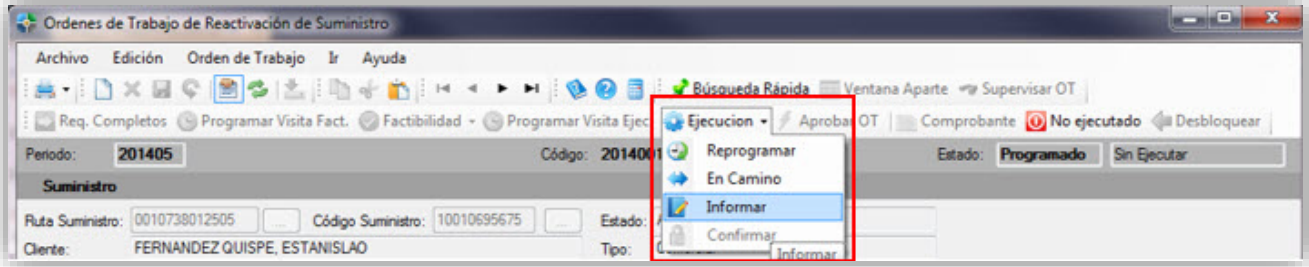 Ordenes de Trabajo de Reactivación de Suministro
Archivo Edición Orden de Trabajo Ir Ayuda
Búsqueda Rápida Ventana Aparte Supervisar OT
Req. Completos Programar Visita Fact. Factibilidad Programar Visita Ejec Ejecucion Aprobar OT Comprobante No ejecutado Desbloquear
Periodo: 201405 Código: 2014001 Estado: Programado Sin Ejecutar
Reprogramar
Suministro
En Camino
Ruta Suministro: 0010738012505 ... Código Suministro: 10010695675 ... Estado:
Informar
Confirmar
Cliente: FERNANDEZ QUISPE, ESTANISLAO Tipo:
Informar